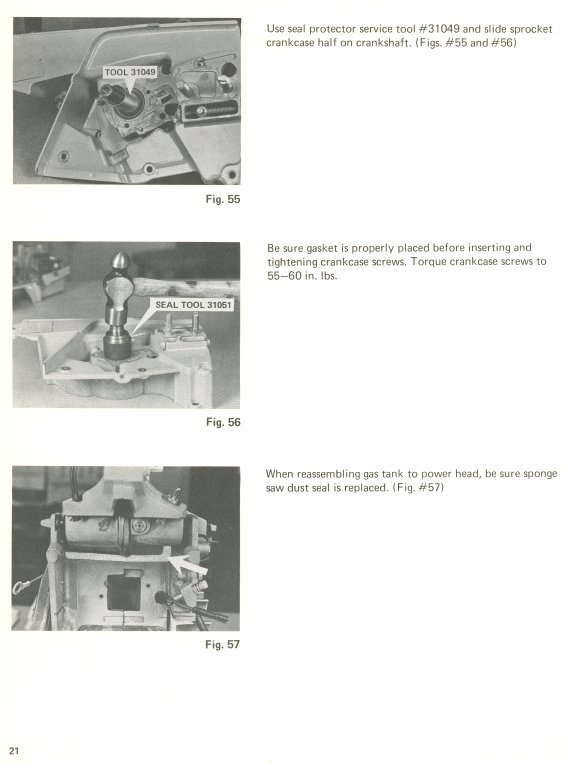 Use seal protector service tool #31049 and slide sprocket
crankcase half on crankshaft. (Figs. #55 and #56)
TOOL 31049
Fig. 55
Be sure gasket is properly placed before inserting and
tightening crankcase screws. Torque crankcase screws to
55—60 in. lbs.
SEAL TOOL 31051
Fig. 56
When reassembling gas tank to power head, be sure sponge
saw dust seal is replaced. (Fig. #57)
Fig. 57
21